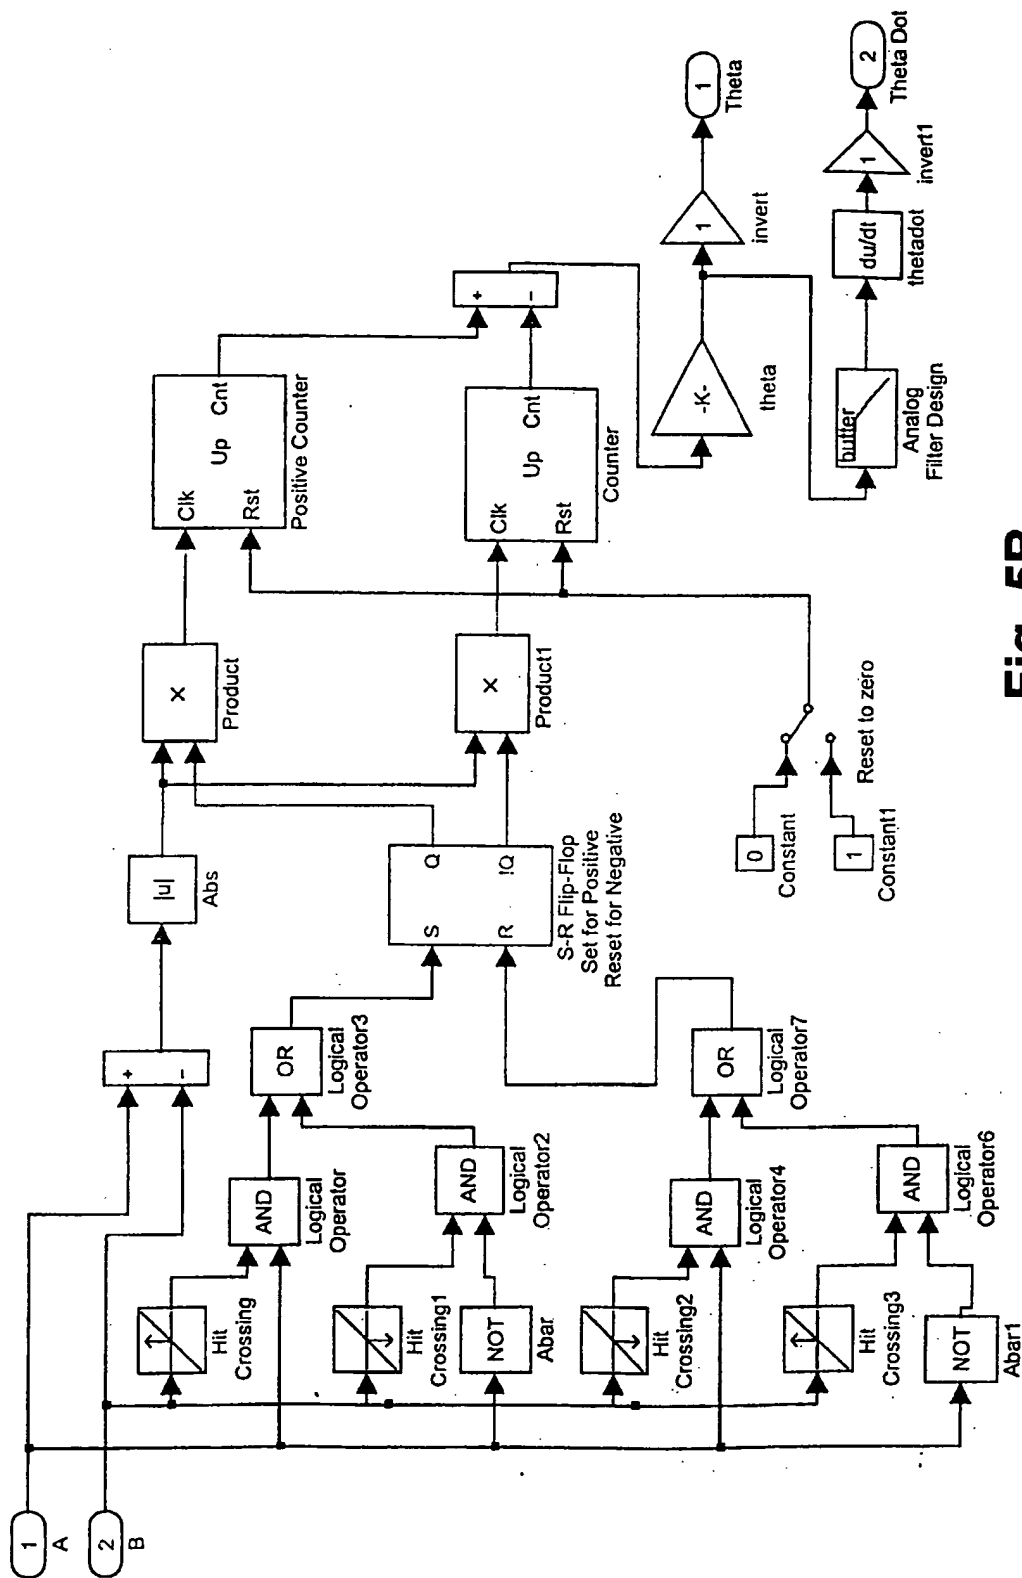 1
A
2
B
+
-
|u|
Abs
X
Product
Clk
Up
Cnt
Rst
Positive Counter
+
-
Hit
Crossing
AND
Logical
Operator
OR
Logical
Operator3
Hit
Crossing1
NOT
Abar
AND
Logical
Operator2
S
Q
R
!Q
S-R Flip-Flop
Set for Positive
Reset for Negative
X
Product1
Clk
Up
Cnt
Rst
Counter
Hit
Crossing2
AND
Logical
Operator4
OR
Logical
Operator7
Hit
Crossing3
NOT
Abar1
AND
Logical
Operator6
0
Constant
1
Constant1
Reset to zero
-K-
theta
1
invert
1
Theta
butter
Analog
Filter Design
du/dt
thetadot
1
invert1
2
Theta Dot
Fig. 5B